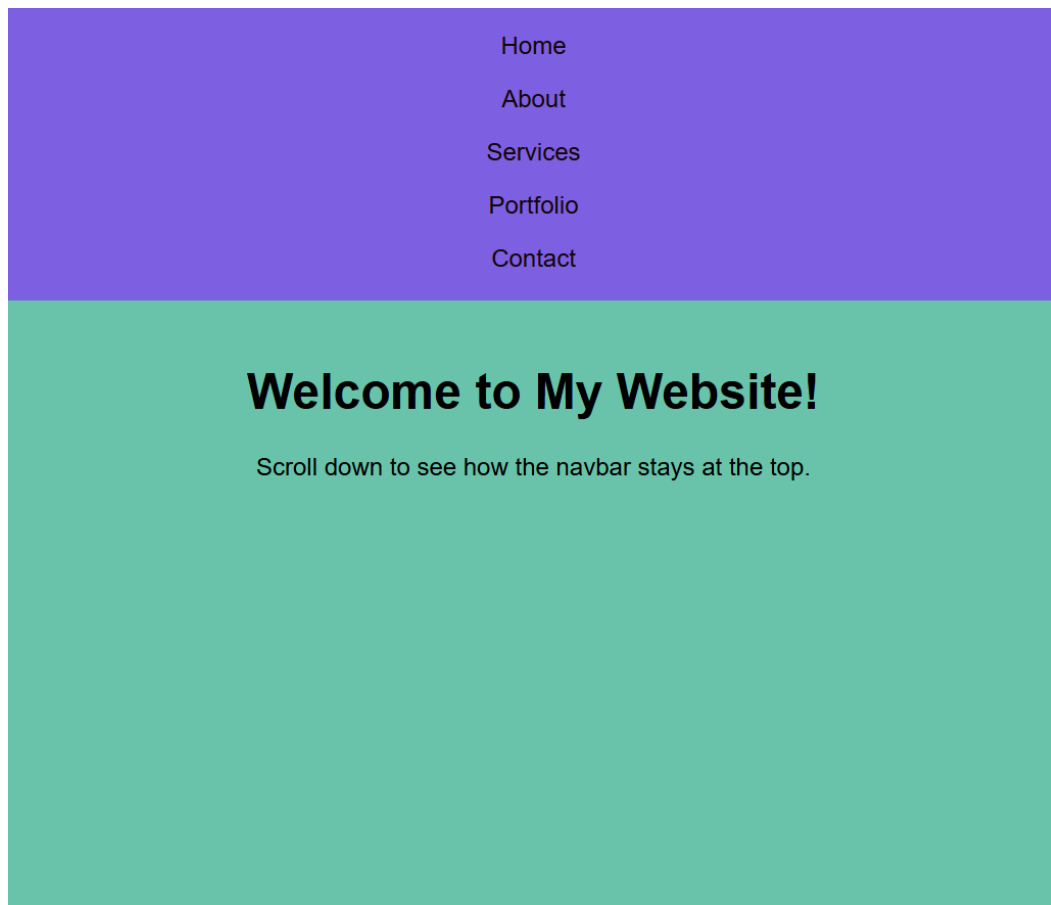 Home
About
Services
Portfolio
Contact
Welcome to My Website!
Scroll down to see how the navbar stays at the top.